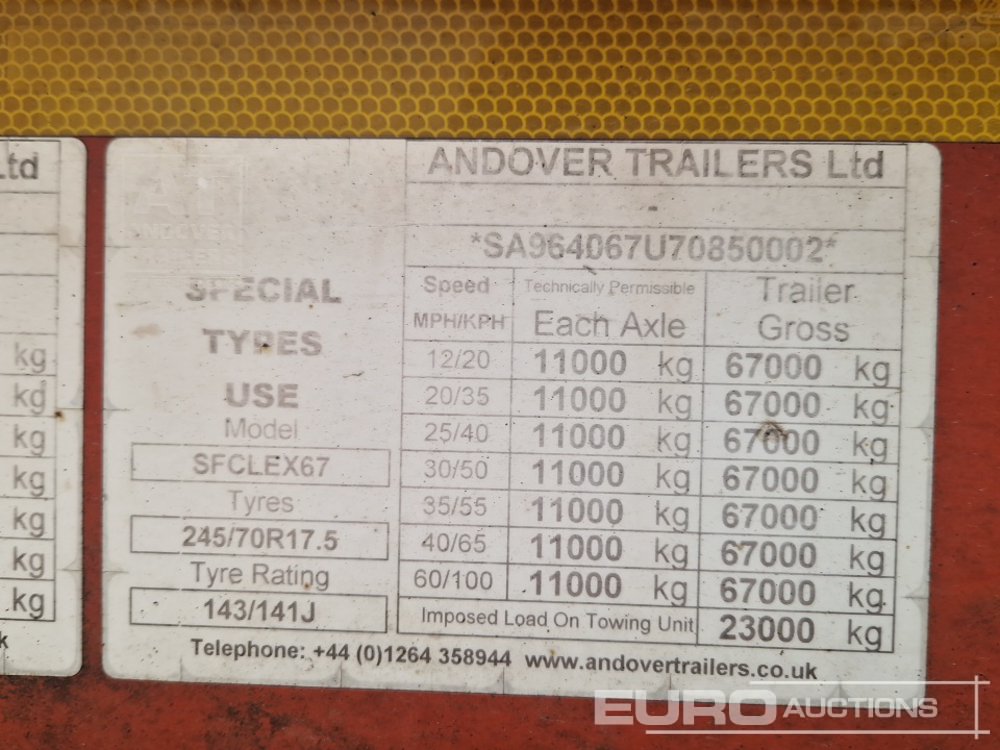 Ltd
kg
kg
kg
kg
kg
kg
kg
k
ANDOVER TRAILERS Ltd
*SA964067U70850002*
AT
ANDOVER
SPECIAL
TYPES
USE
Model
SFCLEX67
Tyres
245/70R17.5
Tyre Rating
143/141J
Speed MPH/KPH Technically Permissible Each Axle Trailer Gross
12/20 11000 kg 67000 kg
20/35 11000 kg 67000 kg
25/40 11000 kg 67000 kg
30/50 11000 kg 67000 kg
35/55 11000 kg 67000 kg
40/65 11000 kg 67000 kg
60/100 11000 kg 67000 kg
Imposed Load On Towing Unit 23000 kg
Telephone: +44 (0)1264 358944 www.andovertrailers.co.uk
EURO AUCTIONS